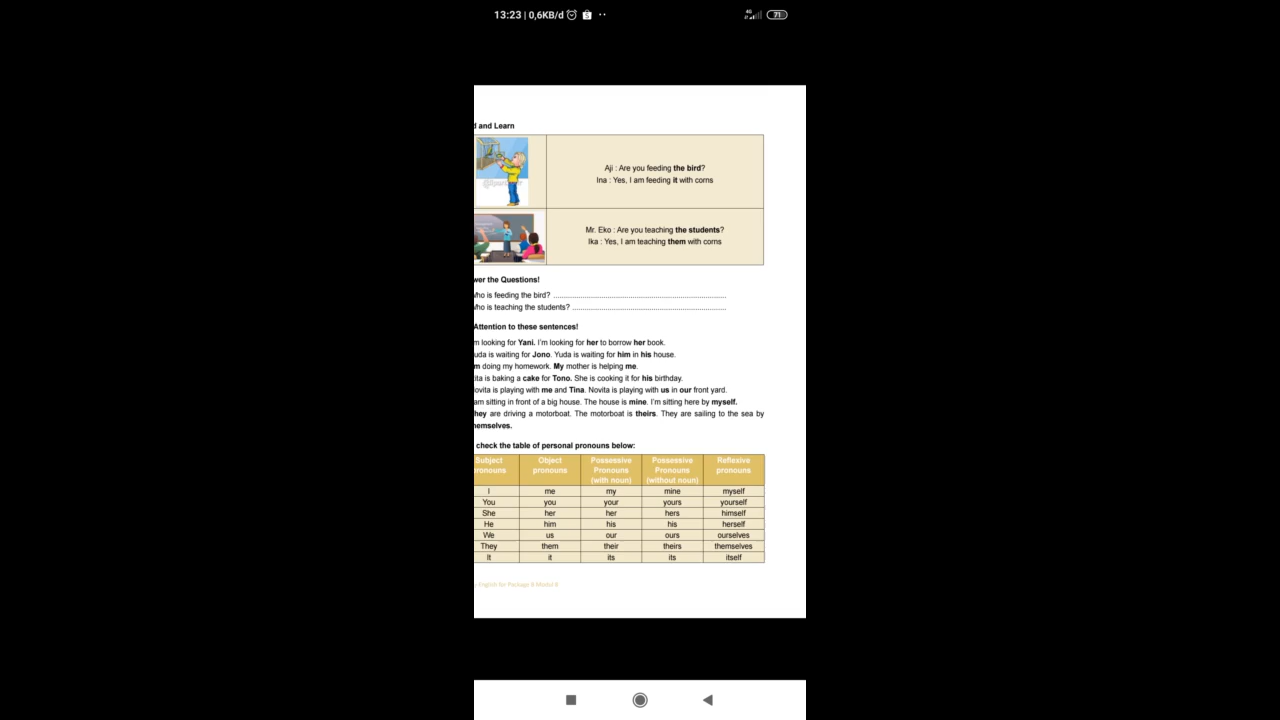 13:23 | 0,6KB/d
4G
71
d and Learn
Aji : Are you feeding the bird?
Ina : Yes, I am feeding it with corns
Mr. Eko : Are you teaching the students?
Ika : Yes, I am teaching them with corns
wer the Questions!
Who is feeding the bird? ....................................................................................
Who is teaching the students? ...........................................................................
Attention to these sentences!
m looking for Yani. I'm looking for her to borrow her book.
uda is waiting for Jono. Yuda is waiting for him in his house.
m doing my homework. My mother is helping me.
ita is baking a cake for Tono. She is cooking it for his birthday.
ovita is playing with me and Tina. Novita is playing with us in our front yard.
am sitting in front of a big house. The house is mine. I'm sitting here by myself.
hey are driving a motorboat. The motorboat is theirs. They are sailing to the sea by
hemselves.
check the table of personal pronouns below:
Subject pronouns Object pronouns Possessive Pronouns (with noun) Possessive Pronouns (without noun) Reflexive pronouns
I me my mine myself
You you your yours yourself
She her her hers himself
He him his his herself
We us our ours ourselves
They them their theirs themselves
It it its its itself
English for Package B Modul 8